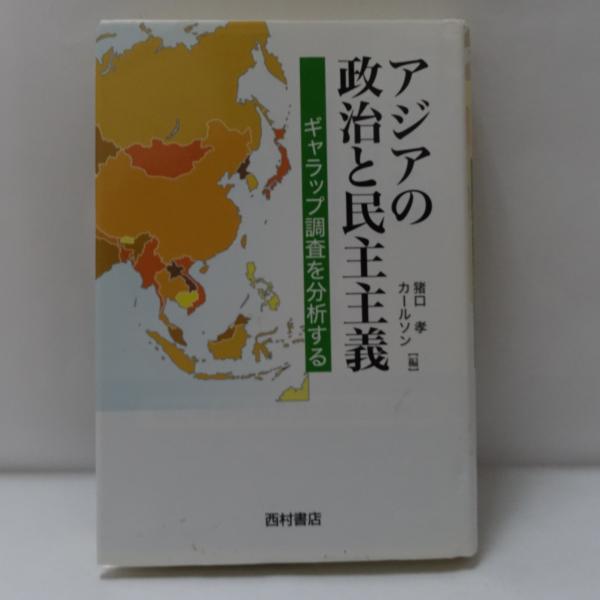 アジアの
政治と民主主義
ギャラップ調査を分析する
猪口 孝
カールソン [編]
西村書店